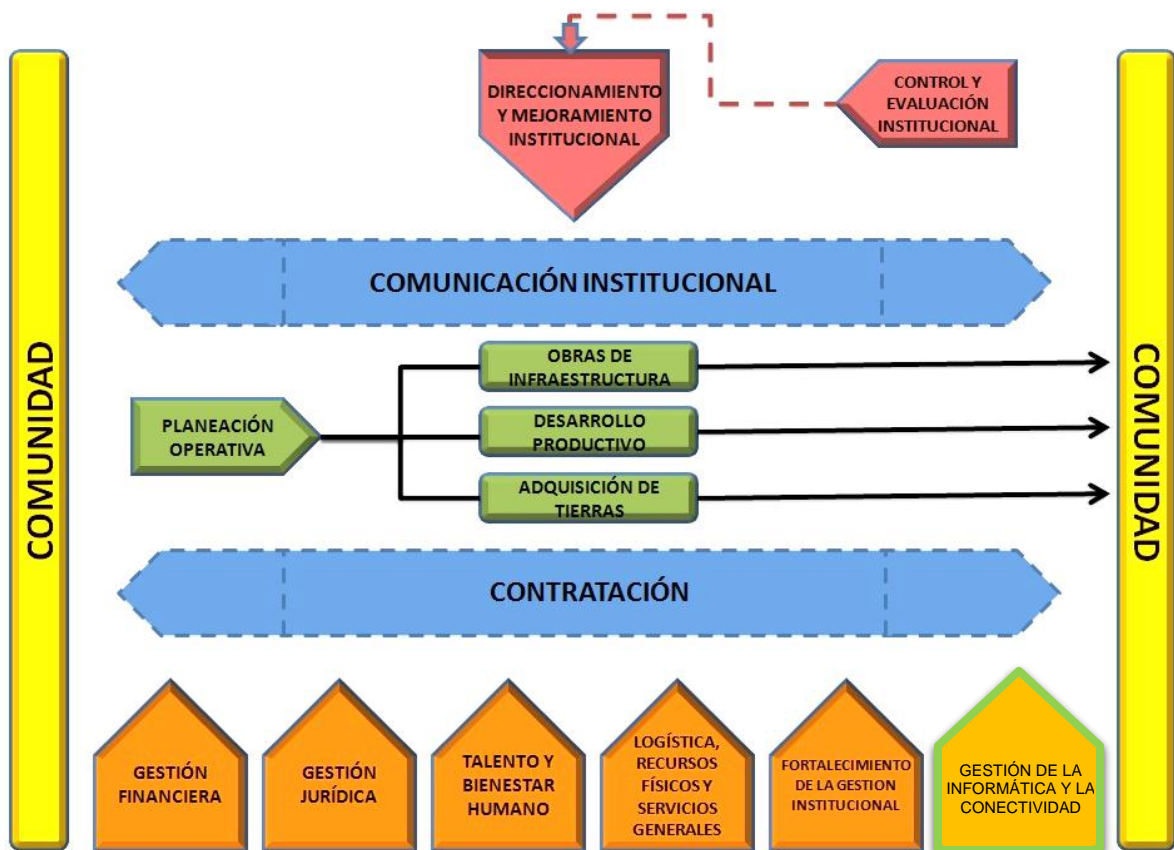 COMUNIDAD
DIRECCIONAMIENTO
Y MEJORAMIENTO
INSTITUCIONAL
CONTROL Y
EVALUACIÓN
INSTITUCIONAL
COMUNICACIÓN INSTITUCIONAL
PLANEACIÓN
OPERATIVA
OBRAS DE
INFRAESTRUCTURA
DESARROLLO
PRODUCTIVO
ADQUISICIÓN DE
TIERRAS
CONTRATACIÓN
GESTIÓN
FINANCIERA
GESTIÓN
JURÍDICA
TALENTO Y
BIENESTAR
HUMANO
LOGÍSTICA,
RECURSOS
FÍSICOS Y
SERVICIOS
GENERALES
FORTALECIMIENTO
DE LA GESTION
INSTITUCIONAL
GESTIÓN DE LA
INFORMÁTICA Y LA
CONECTIVIDAD
COMUNIDAD